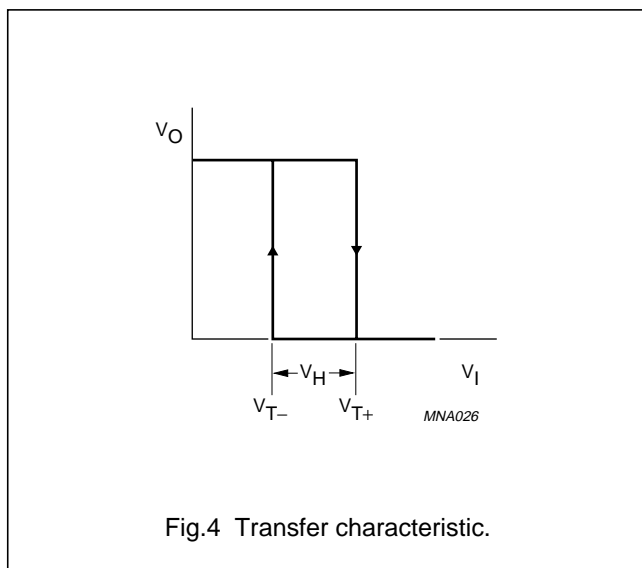 VO
VH
VI
VT−
VT+
MNA026
Fig.4 Transfer characteristic.